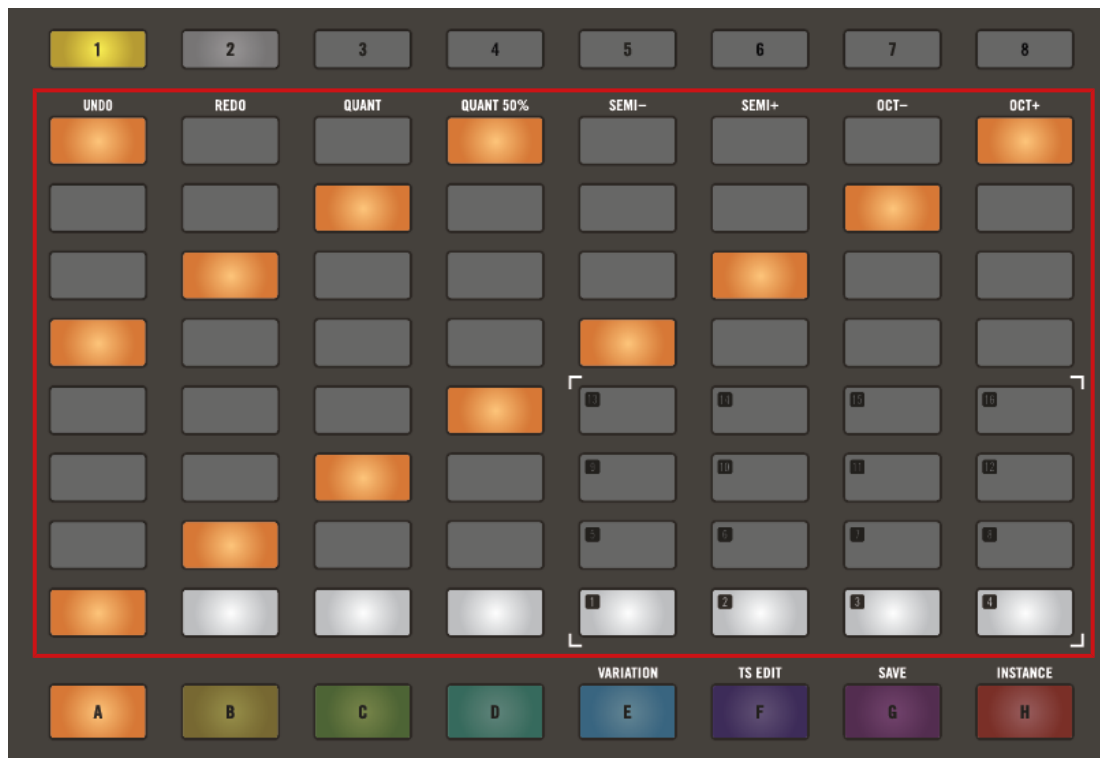 1 2 3 4 5 6 7 8
UNDO REDO QUANT QUANT 50% SEMI− SEMI+ OCT− OCT+
13 14 15 16
9 10 11 12
5 6 7 8
1 2 3 4
VARIATION TS EDIT SAVE INSTANCE
A B C D E F G H